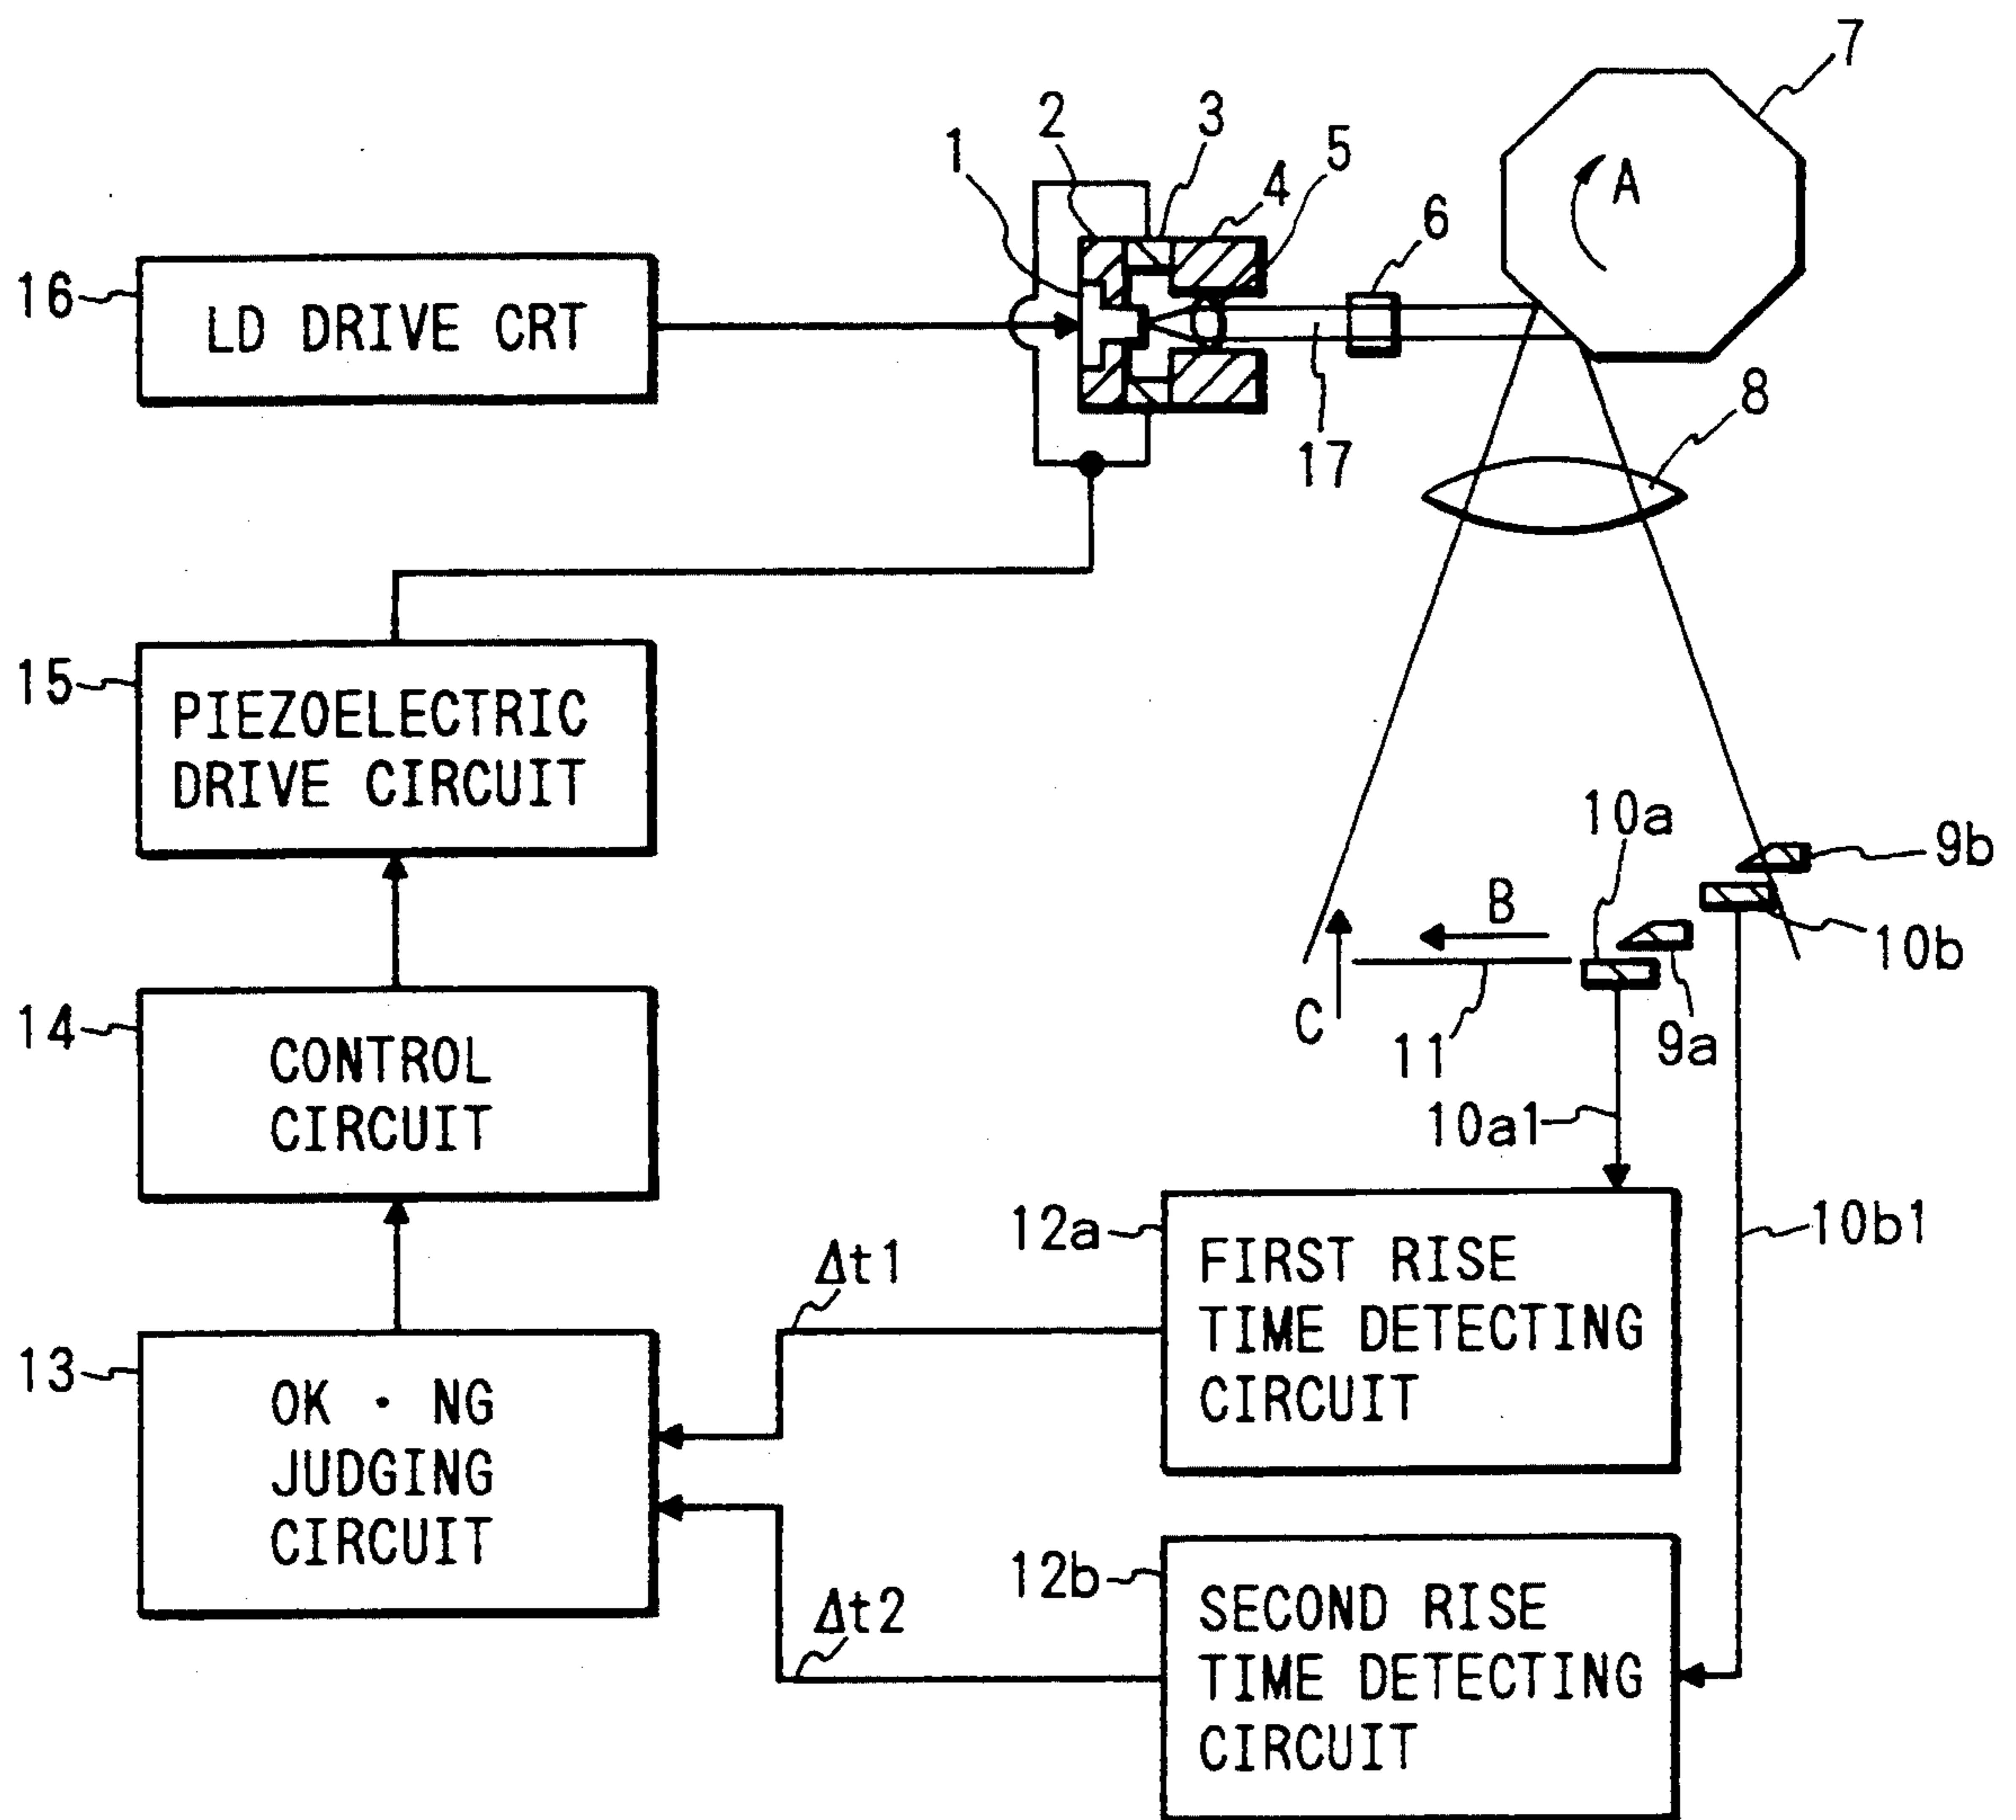 7
1
2
3
4
5
A
6
16
LD DRIVE CRT
8
17
15
PIEZOELECTRIC
DRIVE CIRCUIT
10a
9b
B
10b
C
11
9a
14
CONTROL
CIRCUIT
10a1
12a
FIRST RISE
TIME DETECTING
CIRCUIT
10b1
Δt1
13
OK · NG
JUDGING
CIRCUIT
12b
SECOND RISE
TIME DETECTING
CIRCUIT
Δt2